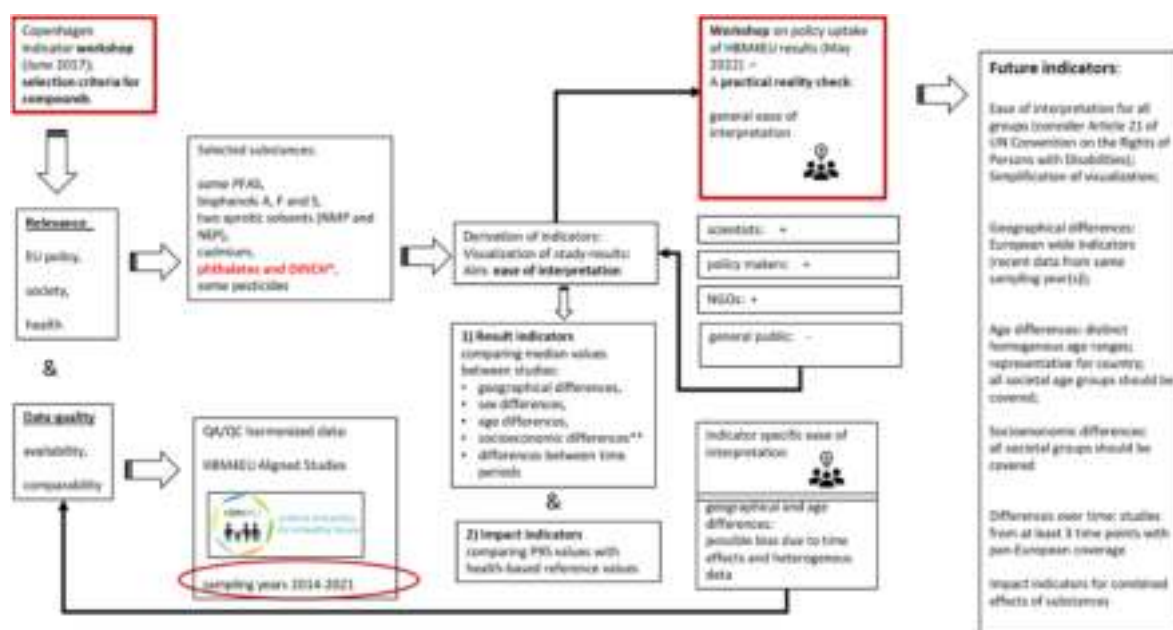 Copenhagen
indicator workshop
(June 2017):
selection criteria for
compounds
Relevance
EU policy,
society,
health
&
Data quality
availability,
comparability
Selected substances:
some PFAS,
bisphenols A, F and S,
two aprotic solvents (NMP and
NEP),
cadmium,
phthalates and DINCH*,
some pesticides
QA/QC harmonized data:
HBM4EU Aligned Studies
HBM4EU
science and policy
for a healthy future
sampling years 2014-2021
Derivation of indicators:
Visualization of study results:
Aim: ease of interpretation
1) Result indicators
comparing median values
between studies:
• geographical differences,
• sex differences,
• age differences,
• socioeconomic differences**
• differences between time
periods
&
2) Impact indicators
comparing P95 values with
health-based reference values
Workshop on policy uptake
of HBM4EU results (May
2022) –
A practical reality check:
general ease of
interpretation
scientists: +
policy makers: +
NGOs: +
general public: -
Indicator specific ease of
interpretation
geographical and age
differences:
possible bias due to time
effects and heterogenous
data
Future indicators:
Ease of interpretation for all
groups (consider Article 21 of
UN Convention on the Rights of
Persons with Disabilities);
Simplification of visualization;
Geographical differences:
European wide indicators
(recent data from same
sampling year(s));
Age differences: distinct
homogenous age ranges;
representative for country;
all societal age groups should be
covered;
Socioeconomic differences:
all societal groups should be
covered
Differences over time: studies
from at least 3 time points with
pan-European coverage
Impact indicators for combined
effects of substances